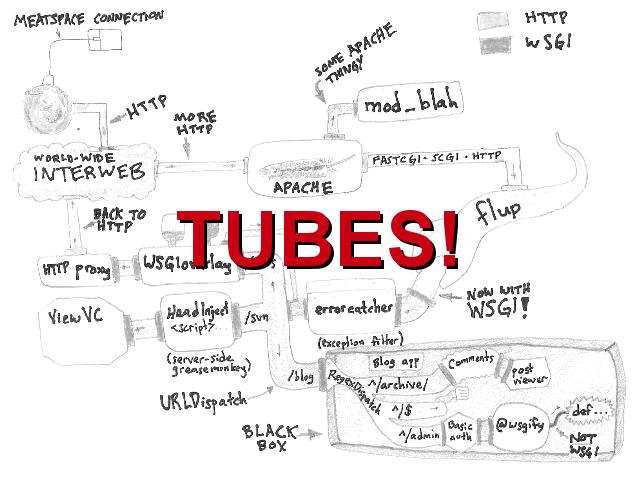 MEATSPACE CONNECTION
HTTP
WSGI
SOME APACHE
THING!
HTTP
MORE
HTTP
mod_blah
WORLD-WIDE
INTERWEB
APACHE
FASTCGI · SCGI · HTTP
BACK TO
HTTP
flup
TUBES!
HTTP proxy
WSGIoverlay
NOW WITH
WSGI!
ViewVC
HeadInject
<script>..
/svn
errorcatcher
(server-side
greasemonkey)
(exception filter)
URLDispatch
/blog
RegexDispatch
Blog app
^/archive/
Comments
post
viewer
^/$
^/admin
Basic
auth
@wsgify
def...
NOT
WSGI
BLACK
BOX